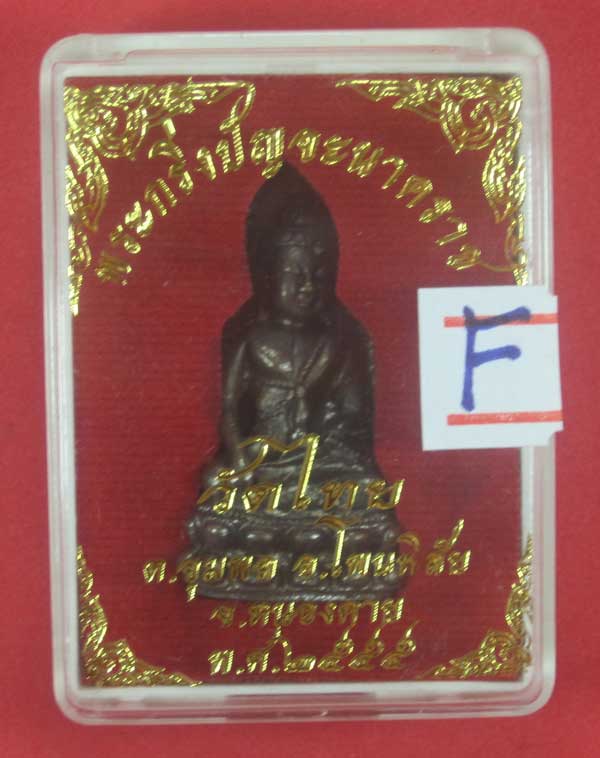 พระกริ่งปัญจะนาคราช
F
วัดไทย
ต.จุมพล อ.โพนพิสัย
จ.หนองคาย
พ.ศ.๒๕๕๕